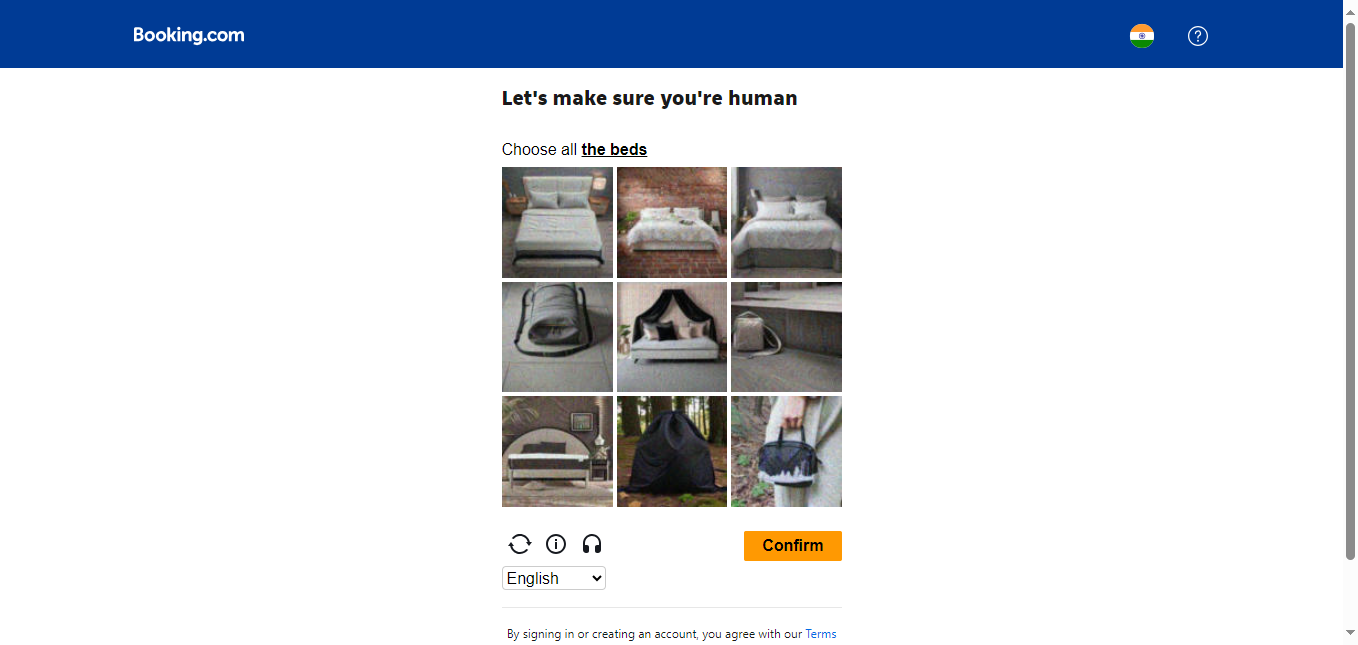 Booking.com
Let's make sure you're human
Choose all the beds
Confirm
English
By signing in or creating an account, you agree with our Terms